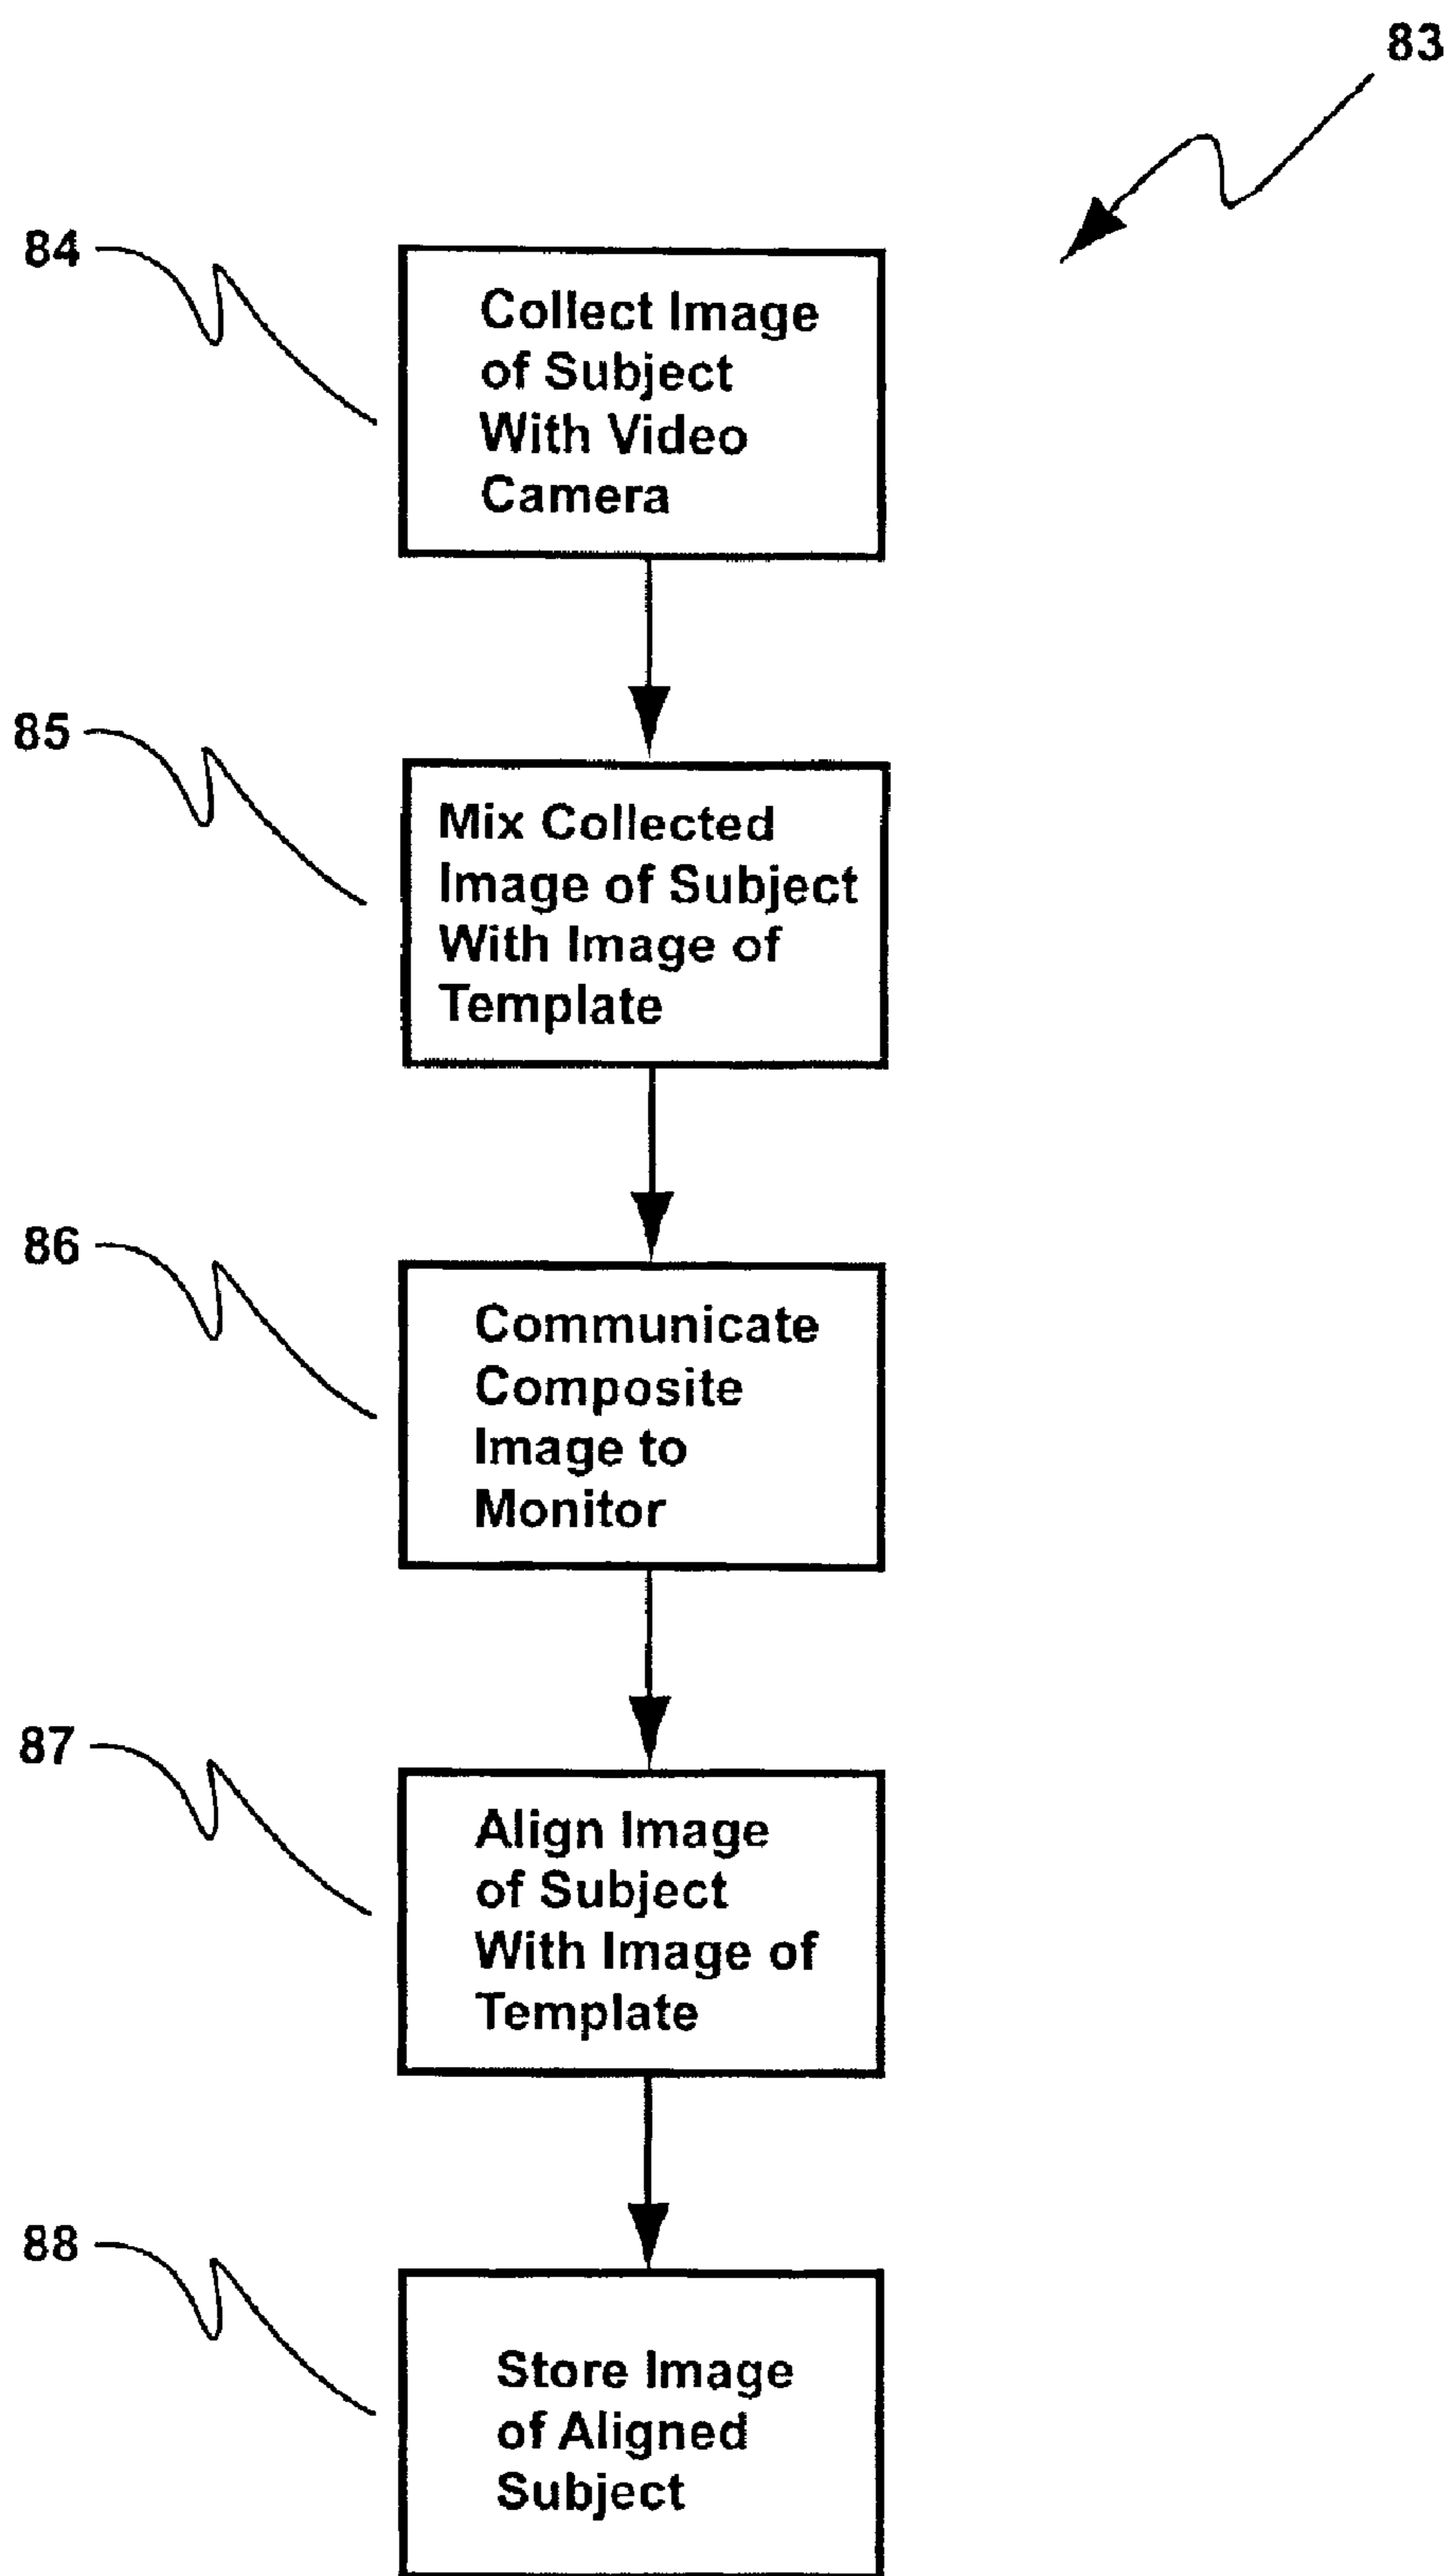 83
84
Collect Image
of Subject
With Video
Camera
85
Mix Collected
Image of Subject
With Image of
Template
86
Communicate
Composite
Image to
Monitor
87
Align Image
of Subject
With Image of
Template
88
Store Image
of Aligned
Subject